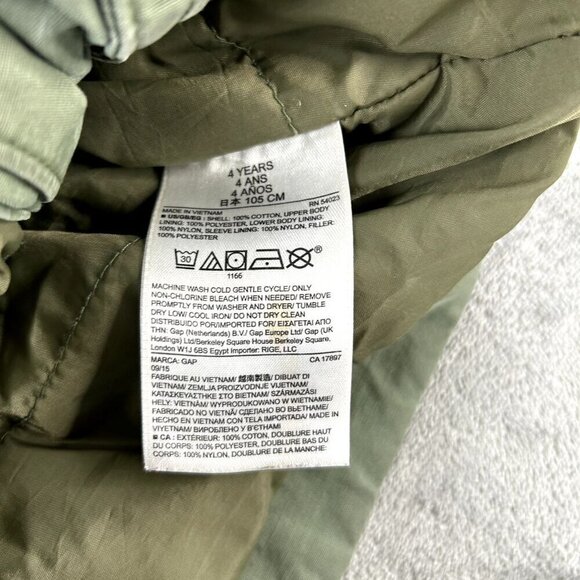 4 YEARS
4 ANS
4 AÑOS
日本 105 CM
MADE IN VIETNAM
RN 54023
US/GB/EG : SHELL: 100% COTTON, UPPER BODY
LINING: 100% POLYESTER, LOWER BODY LINING:
100% NYLON, SLEEVE LINING: 100% NYLON, FILLER:
100% POLYESTER
30
1166
MACHINE WASH COLD GENTLE CYCLE/ ONLY
NON-CHLORINE BLEACH WHEN NEEDED/ REMOVE
PROMPTLY FROM WASHER AND DRYER/ TUMBLE
DRY LOW/ COOL IRON/ DO NOT DRY CLEAN
DISTRIBUIDO POR/IMPORTED FOR/ ΕΙΣΑΓΕΤΑΙ ΑΠΟ
ΤΗΝ: Gap (Netherlands) B.V./ Gap Europe Ltd/ Gap (UK
Holdings) Ltd/Berkeley Square House Berkeley Square,
London W1J 6BS Egypt Importer: RIGE, LLC
MARCA: GAP
CA 17897
09/15
FABRIQUE AU VIETNAM/ 越南製造/ DIBUAT DI
VIETNAM/ ZEMLJA PROIZVODNJE VIJETNAM/
ΚΑΤΑΣΚΕΥΑΣΤΗΚΕ ΣΤΟ ΒΙΕΤΝΑΜ/ SZÁRMAZÁSI
HELY: VIETNÁM/ WYPRODUKOWANO W WIETNAMIE/
FABRICADO NO VIETNÃ/ СДЕЛАНО ВО ВЬЕТНАМЕ/
HECHO EN VIETNAM CON TELA IMPORTADA/ MADE IN
VİYETNAM/ ВИРОБЛЕНО У В'ЄТНАМІ
CA : EXTÉRIEUR: 100% COTON, DOUBLURE HAUT
DU CORPS: 100% POLYESTER, DOUBLURE BAS DU
CORPS: 100% NYLON, DOUBLURE DE LA MANCHE: